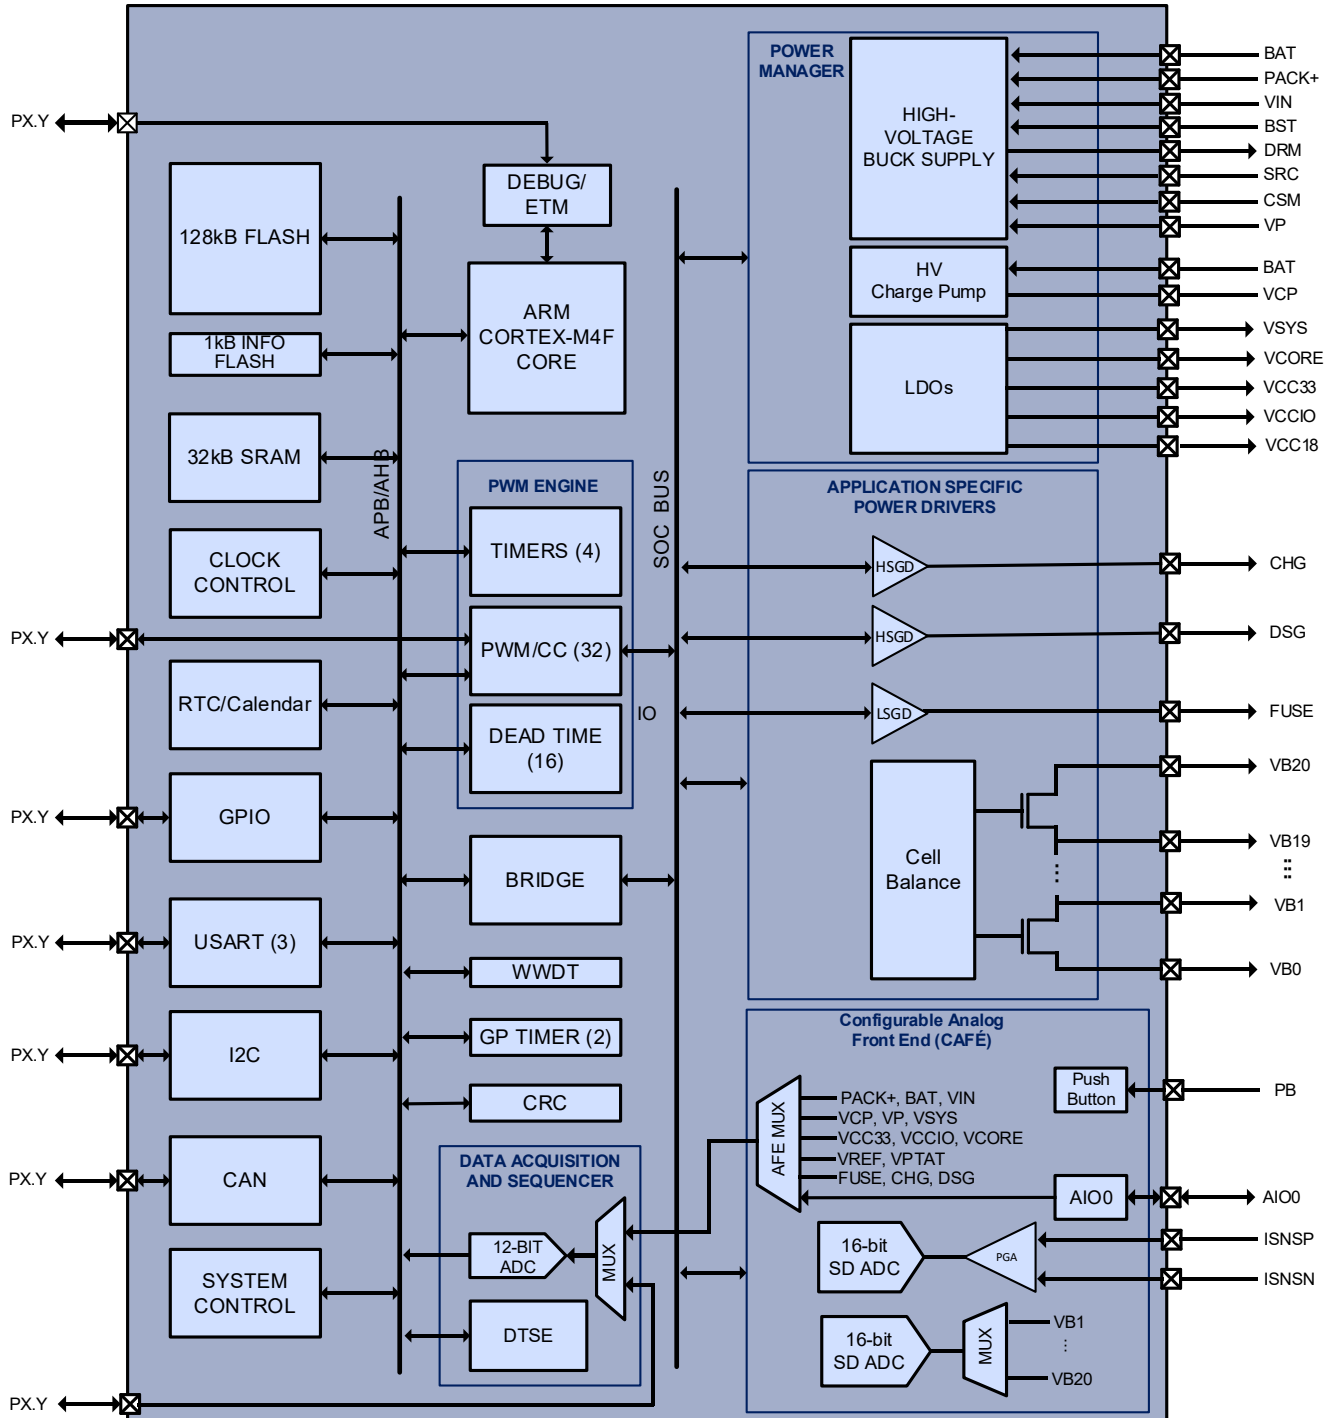 POWER
MANAGER
HIGH-
VOLTAGE
BUCK SUPPLY
BAT
PACK+
VIN
BST
DRM
SRC
CSM
VP
HV
Charge Pump
BAT
VCP
LDOs
VSYS
VCORE
VCC33
VCCIO
VCC18
PX.Y
DEBUG/
ETM
128kB FLASH
ARM
CORTEX-M4F
CORE
1kB INFO
FLASH
32kB SRAM
APB/AHB
SOC BUS
PWM ENGINE
TIMERS (4)
CLOCK
CONTROL
PX.Y
PWM/CC (32)
RTC/Calendar
IO
DEAD TIME
(16)
APPLICATION SPECIFIC
POWER DRIVERS
HSGD
CHG
HSGD
DSG
LSGD
FUSE
Cell
Balance
VB20
VB19
VB1
VB0
PX.Y
GPIO
BRIDGE
PX.Y
USART (3)
WWDT
PX.Y
I2C
GP TIMER (2)
CRC
PX.Y
CAN
DATA ACQUISITION
AND SEQUENCER
12-BIT
ADC
MUX
SYSTEM
CONTROL
DTSE
PX.Y
Configurable Analog
Front End (CAFÉ)
AFE MUX
PACK+, BAT, VIN
VCP, VP, VSYS
VCC33, VCCIO, VCORE
VREF, VPTAT
FUSE, CHG, DSG
Push
Button
PB
AIO0
AIO0
16-bit
SD ADC
PGA
ISNSP
ISNSN
16-bit
SD ADC
MUX
VB1
VB20